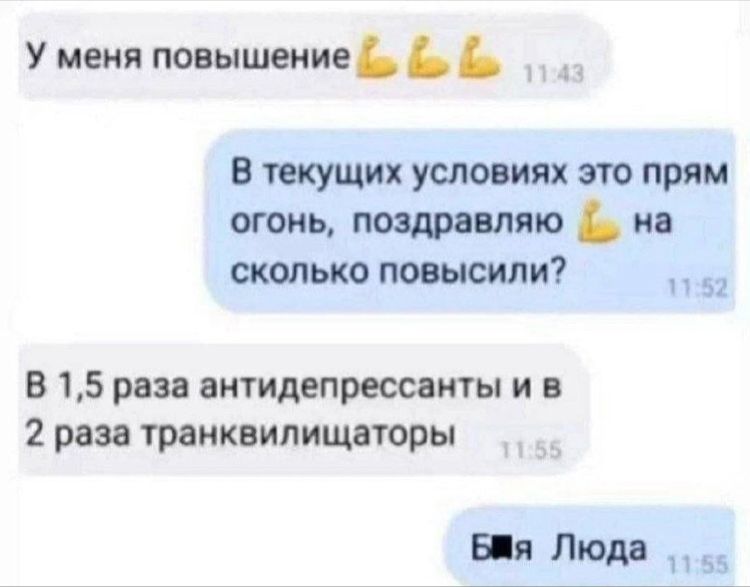 У меня повышение💪💪💪 11:43
В текущих условиях это прям
огонь, поздравляю 💪 на
сколько повысили? 11:52
В 1,5 раза антидепрессанты и в
2 раза транквилищаторы 11:55
Б■я Люда 11:55